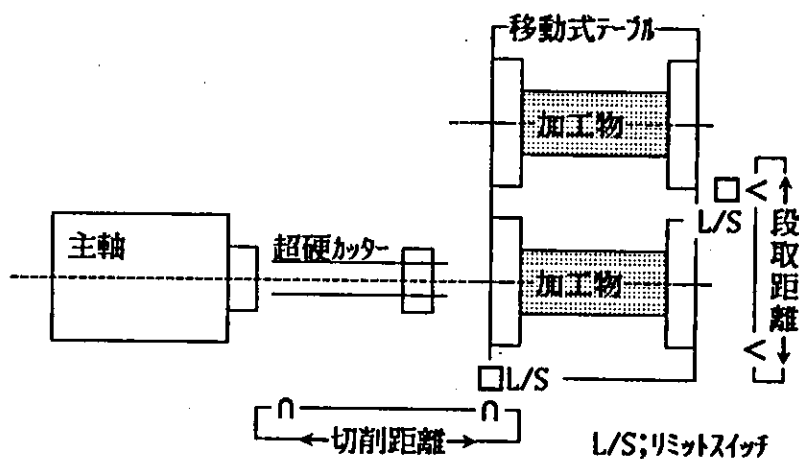 移動式テーブル
加工物
L/S
段取距離
主軸
超硬カッター
加工物
L/S
切削距離
L/S;リミットスイッチ